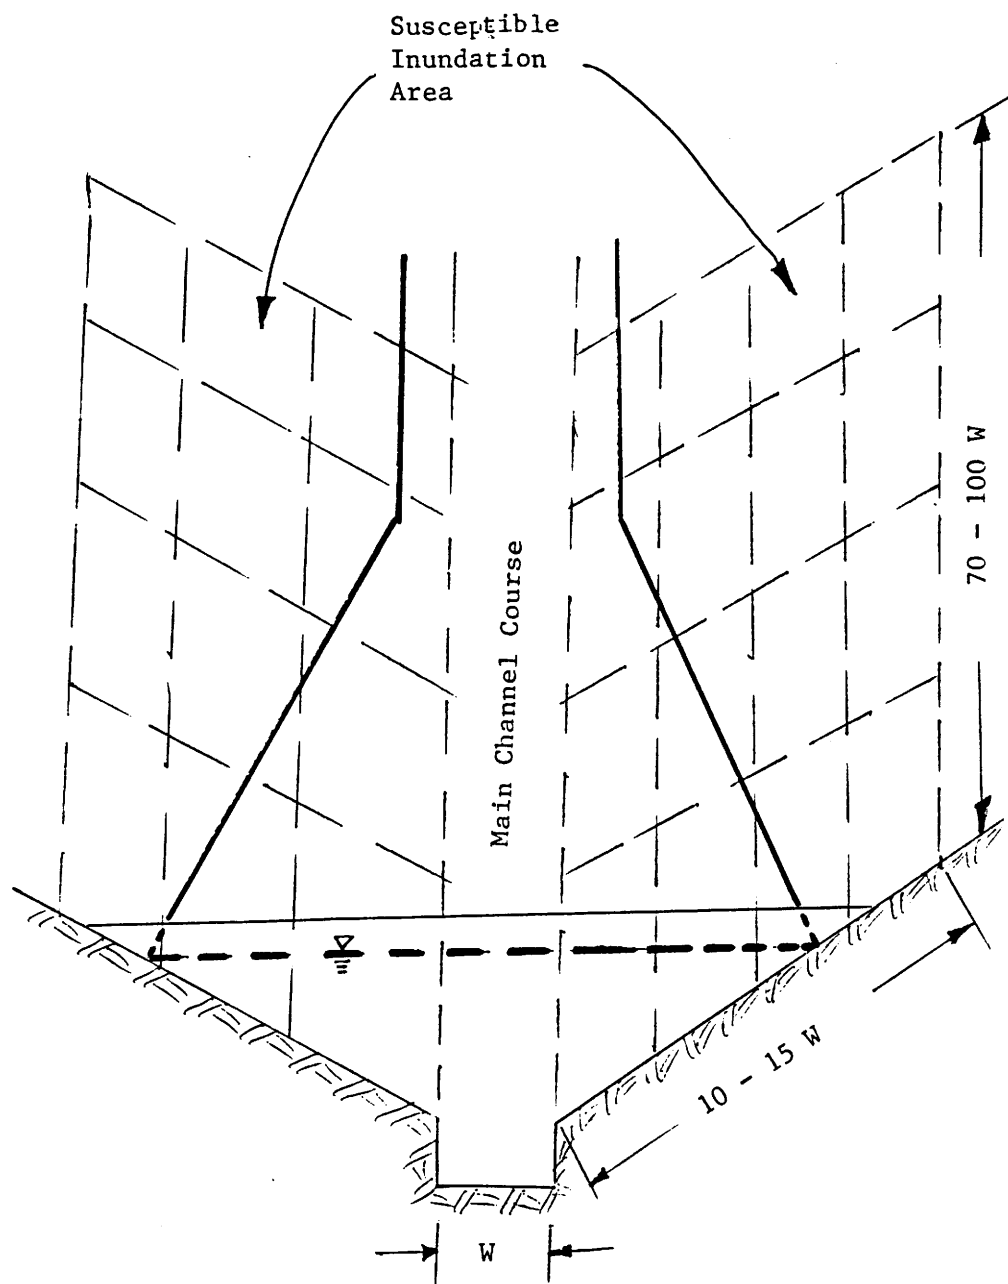 Susceptible
Inundation
Area
70 - 100 W
Main Channel Course
10 - 15 W
W